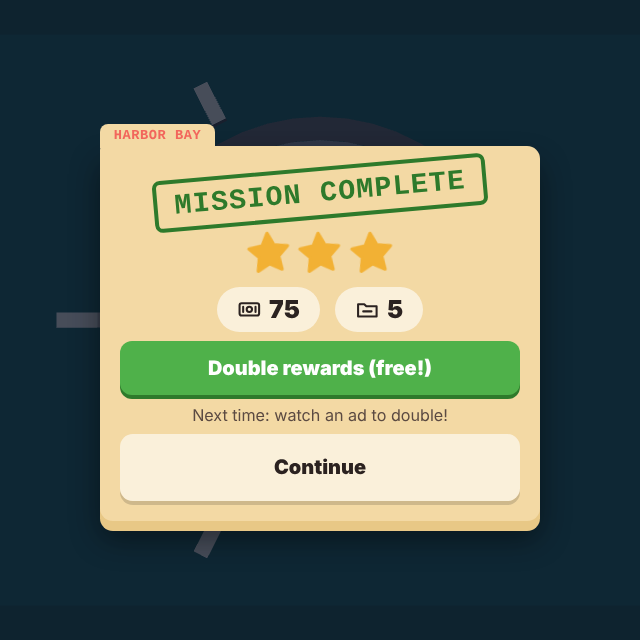 HARBOR BAY
MISSION COMPLETE
75
5
Double rewards (free!)
Next time: watch an ad to double!
Continue